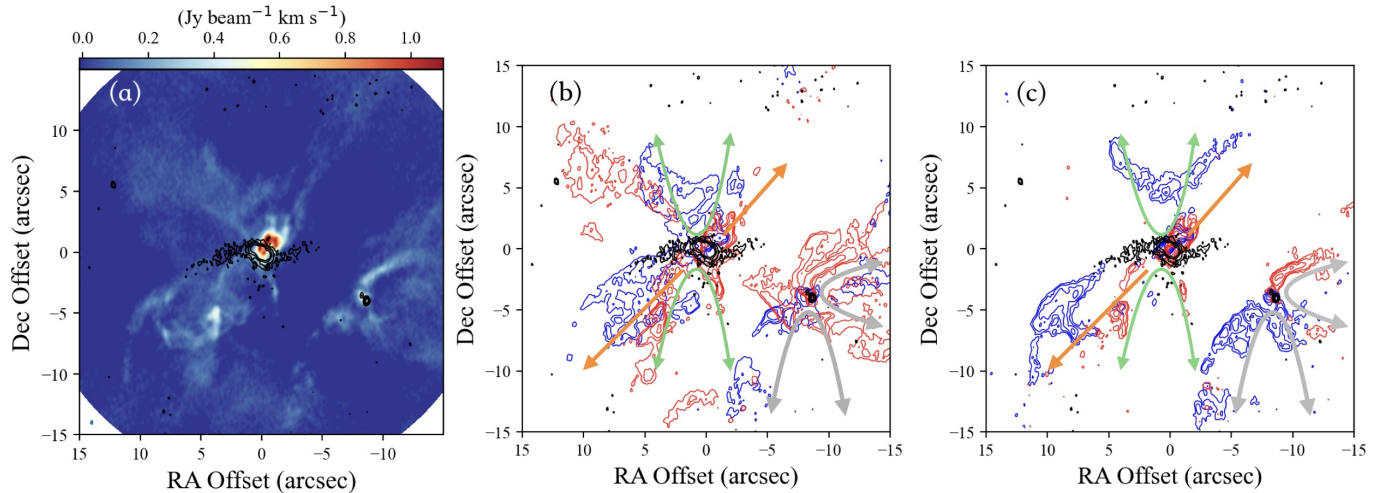 (Jy beam⁻¹ km s⁻¹)
0.0 0.2 0.4 0.6 0.8 1.0
(a)
10
5
0
−5
−10
−15
15 10 5 0 −5 −10
Dec Offset (arcsec)
RA Offset (arcsec)
(b)
15
10
5
0
−5
−10
−15
15 10 5 0 −5 −10 −15
Dec Offset (arcsec)
RA Offset (arcsec)
(c)
15
10
5
0
−5
−10
−15
15 10 5 0 −5 −10 −15
Dec Offset (arcsec)
RA Offset (arcsec)